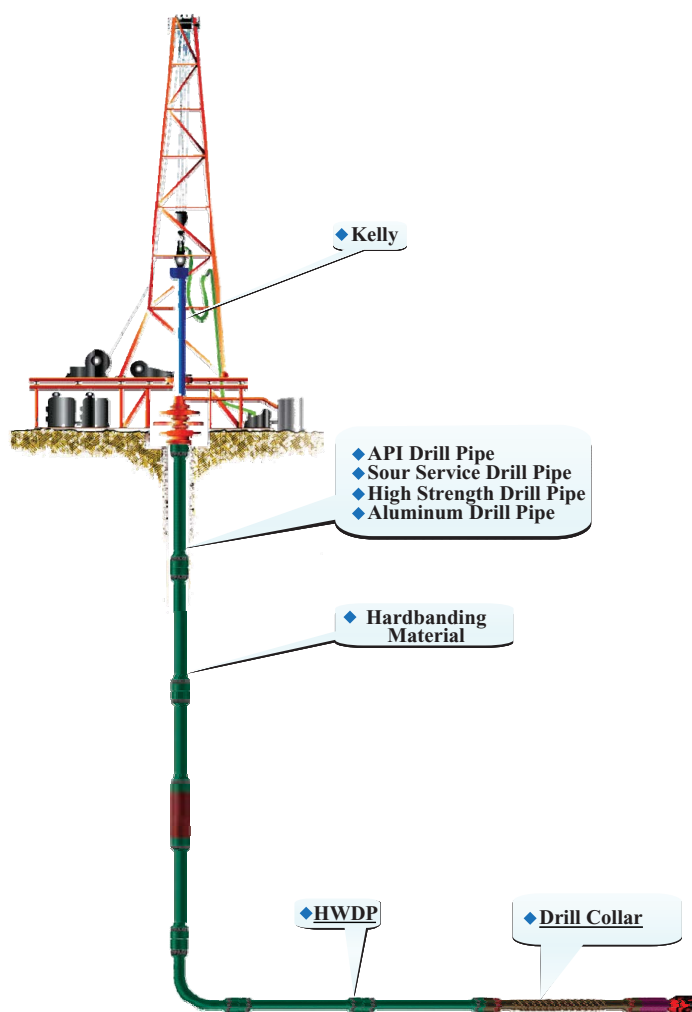 ◆ Kelly
◆ API Drill Pipe
◆ Sour Service Drill Pipe
◆ High Strength Drill Pipe
◆ Aluminum Drill Pipe
◆ Hardbanding
Material
◆ HWDP
◆ Drill Collar